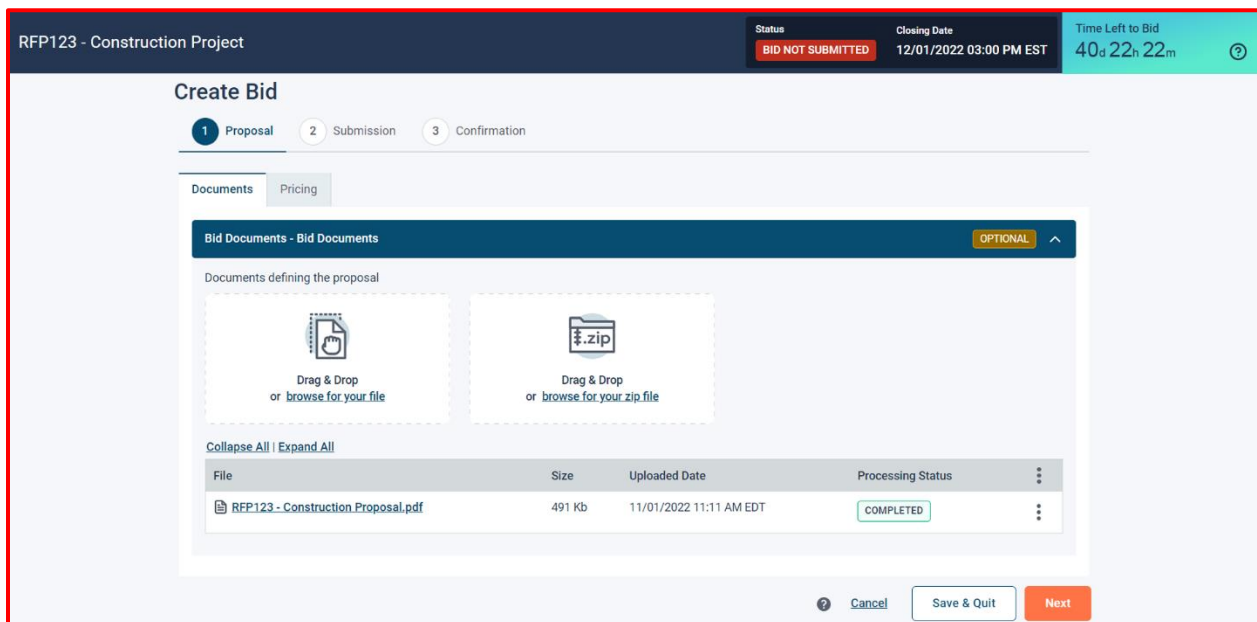 RFP123 - Construction Project
Status
BID NOT SUBMITTED
Closing Date
12/01/2022 03:00 PM EST
Time Left to Bid
40d 22h 22m
?
Create Bid
1 Proposal 2 Submission 3 Confirmation
Documents Pricing
Bid Documents - Bid Documents OPTIONAL
Documents defining the proposal
Drag & Drop
or browse for your file
.zip
Drag & Drop
or browse for your zip file
Collapse All | Expand All
File Size Uploaded Date Processing Status
RFP123 - Construction Proposal.pdf 491 Kb 11/01/2022 11:11 AM EDT COMPLETED
? Cancel Save & Quit Next